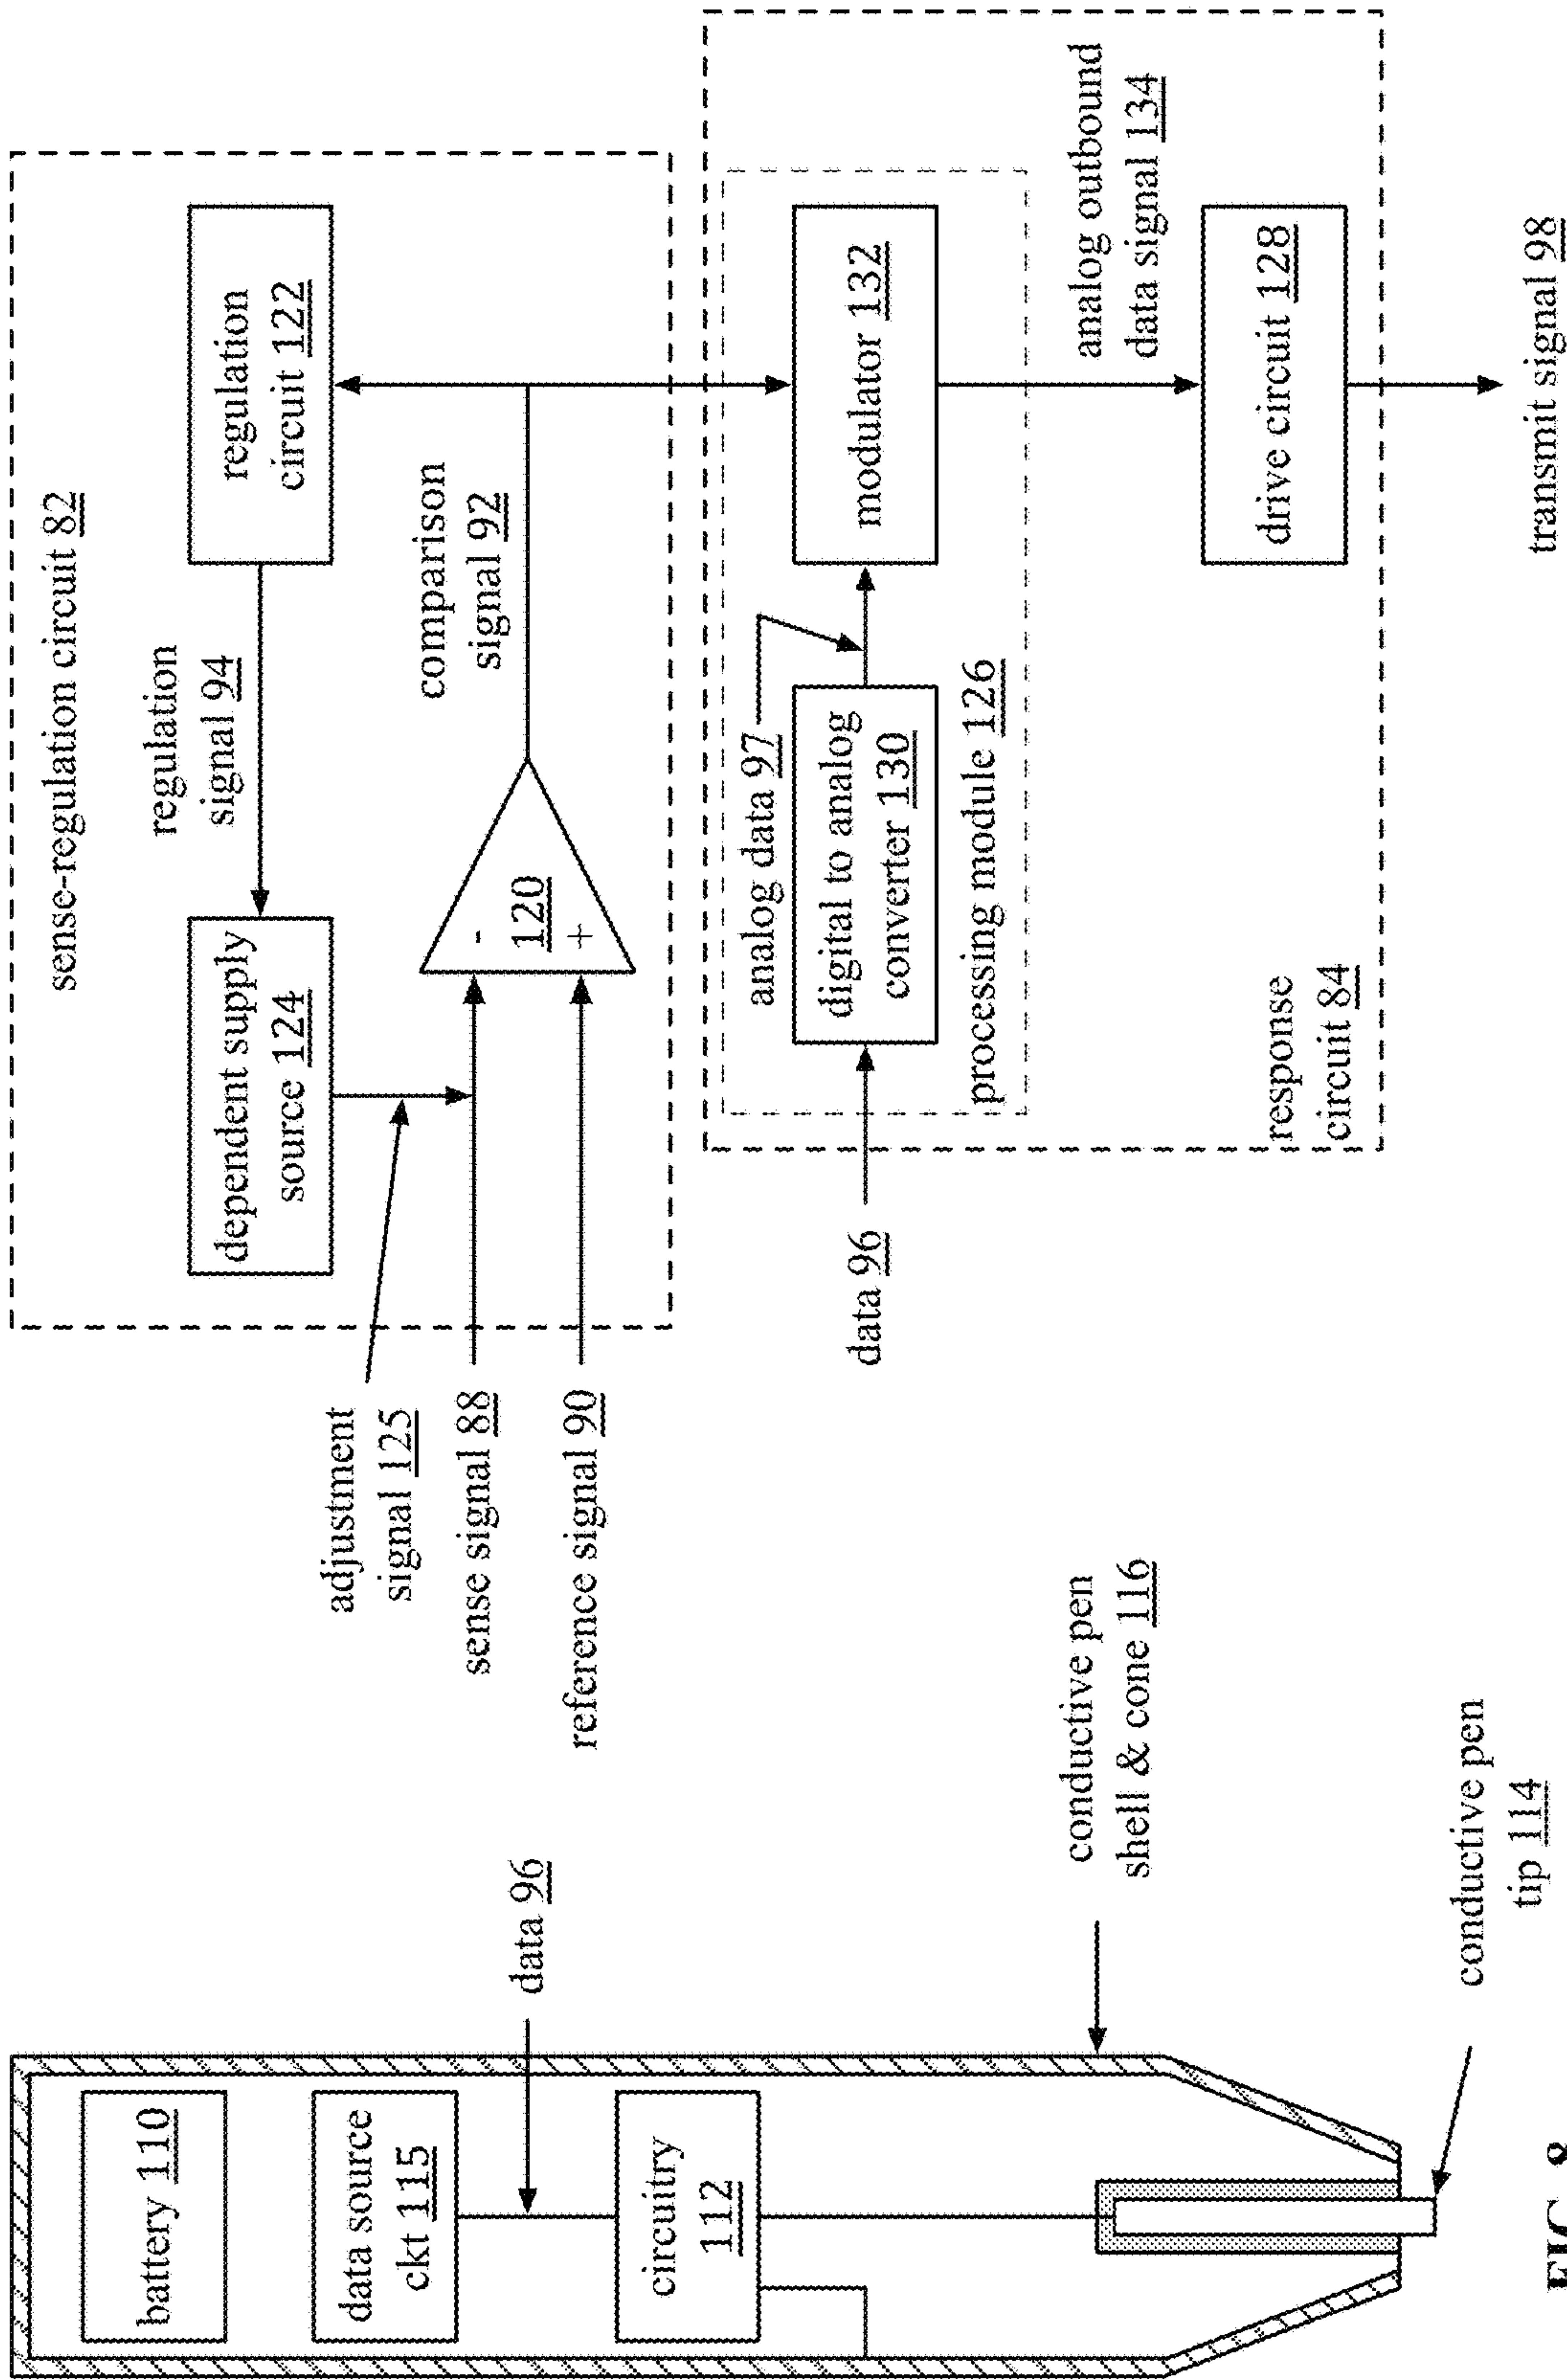 battery 110
data source
ckt 115
data 96
circuitry
112
conductive pen
shell & cone 116
conductive pen
tip 114
sense-regulation circuit 82
dependent supply
source 124
regulation
signal 94
regulation
circuit 122
adjustment
signal 125
sense signal 88
reference signal 90
-
120
+
comparison
signal 92
data 96
analog data 97
digital to analog
converter 130
modulator 132
processing module 126
analog outbound
data signal 134
response
circuit 84
drive circuit 128
transmit signal 98